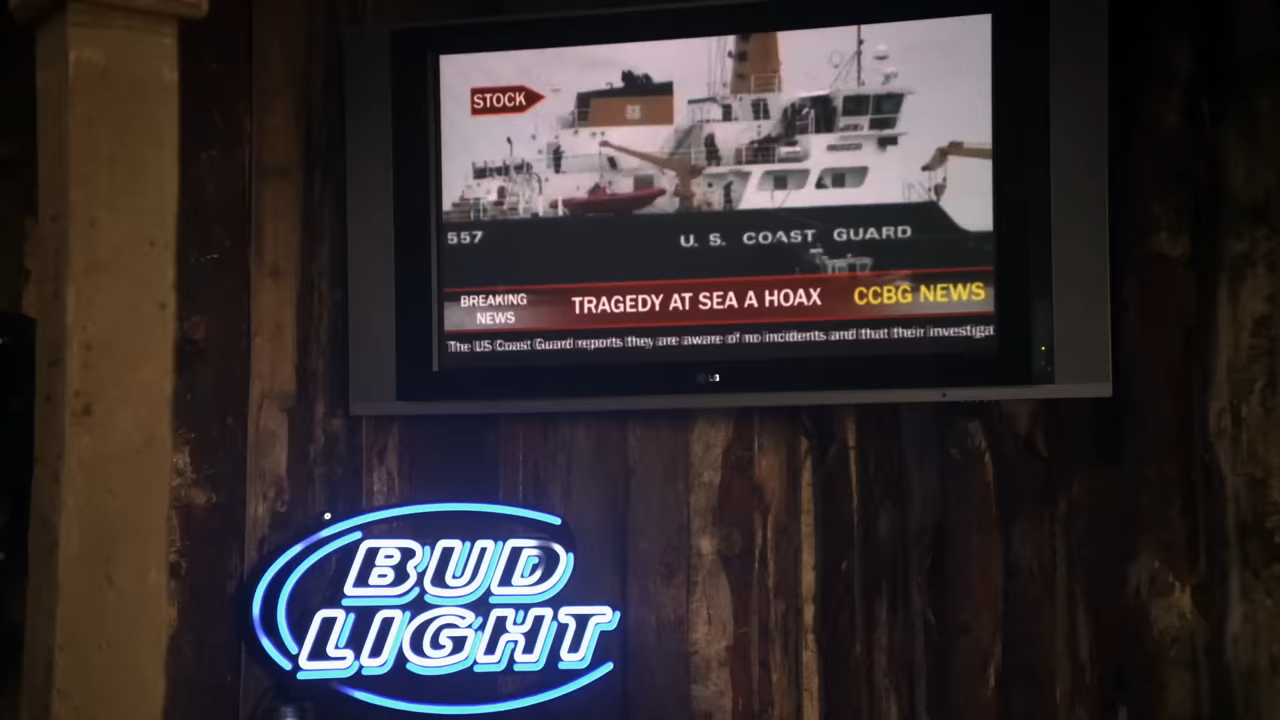 STOCK
557
U. S. COAST GUARD
BREAKING
NEWS
TRAGEDY AT SEA A HOAX
CCBG NEWS
The US Coast Guard reports they are aware of no incidents and that their investiga
LG
BUD
LIGHT